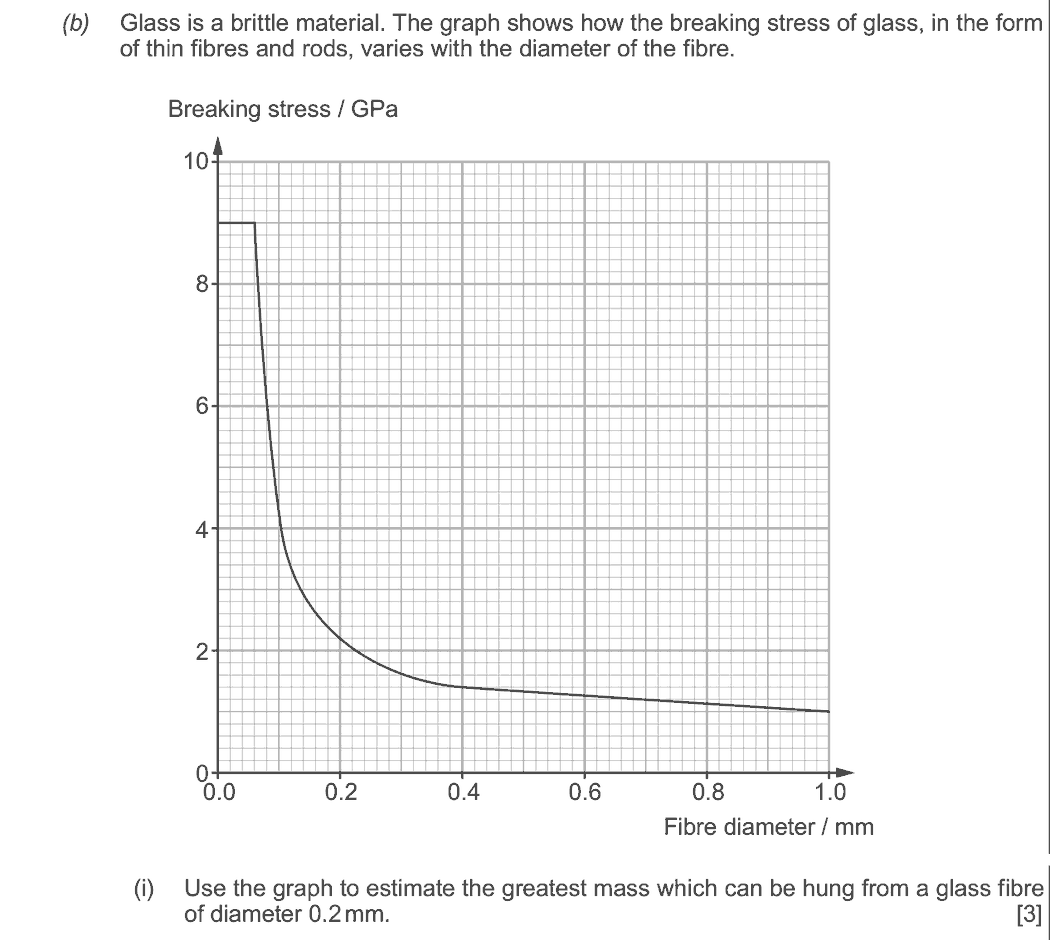 (b) Glass is a brittle material. The graph shows how the breaking stress of glass, in the form
of thin fibres and rods, varies with the diameter of the fibre.
Breaking stress / GPa
10
8
6
4
2
0
0.0 0.2 0.4 0.6 0.8 1.0
Fibre diameter / mm
(i) Use the graph to estimate the greatest mass which can be hung from a glass fibre
of diameter 0.2 mm. [3]